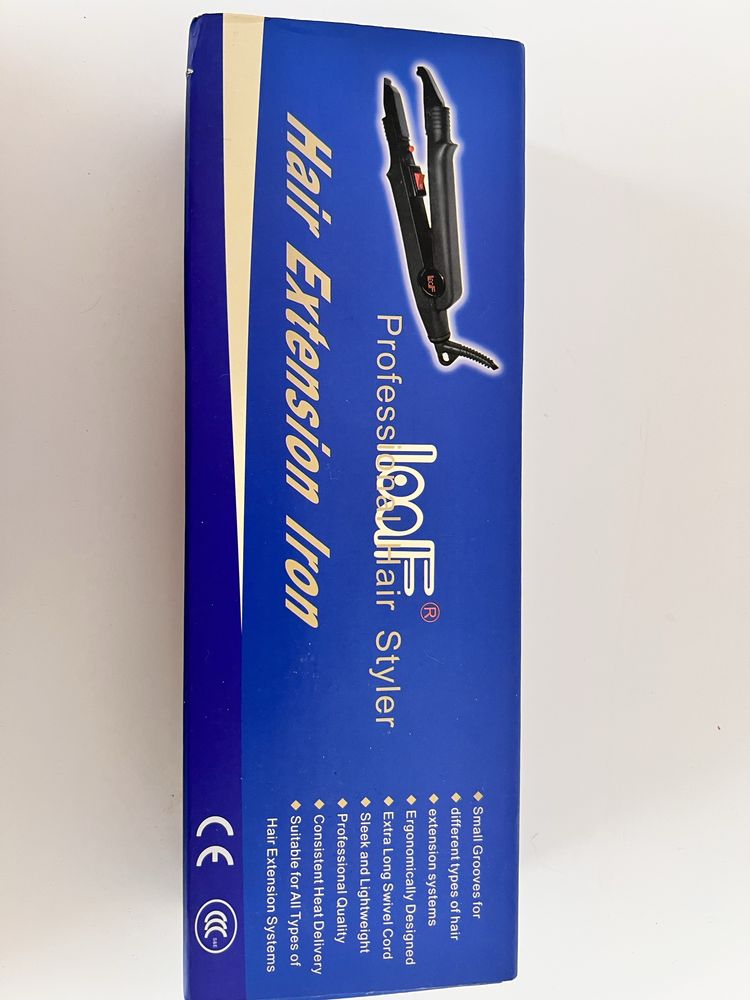 loof®
Professional Hair Styler
Hair Extension Iron
◆ Small Grooves for
◆ different types of hair
◆ extension systems
◆ Ergonomically Designed
◆ Extra Long Swivel Cord
◆ Sleek and Lightweight
◆ Professional Quality
◆ Consistent Heat Delivery
◆ Suitable for All Types of
Hair Extension Systems
CE
CCC
S&E